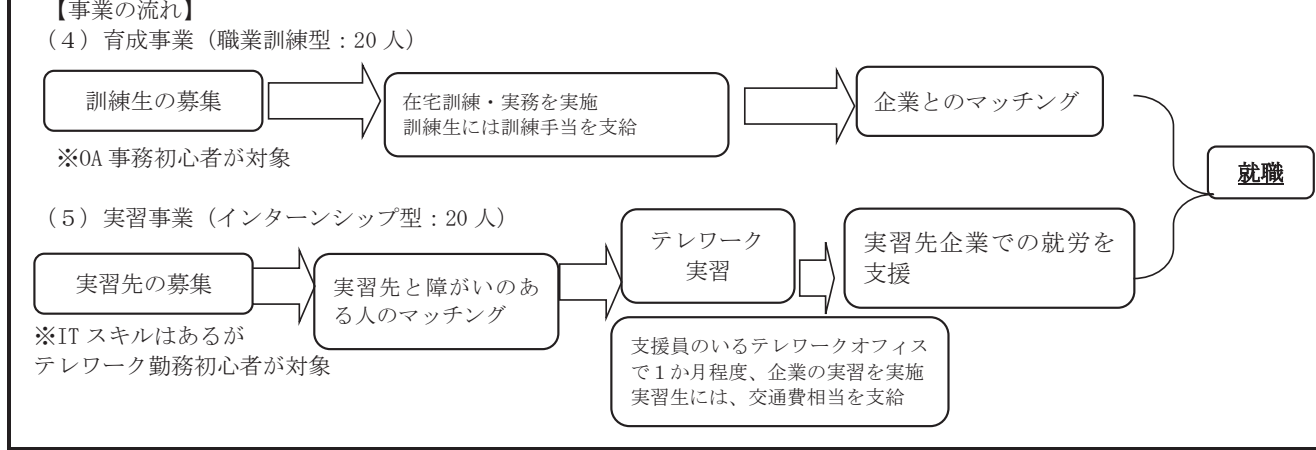 【事業の流れ】
（４）育成事業（職業訓練型：20 人）
訓練生の募集
在宅訓練・実務を実施
訓練生には訓練手当を支給
企業とのマッチング
※OA 事務初心者が対象
就職
（５）実習事業（インターンシップ型：20 人）
実習先の募集
実習先と障がいのあ
る人のマッチング
テレワーク
実習
実習先企業での就労を
支援
※IT スキルはあるが
テレワーク勤務初心者が対象
支援員のいるテレワークオフィス
で１か月程度、企業の実習を実施
実習生には、交通費相当を支給